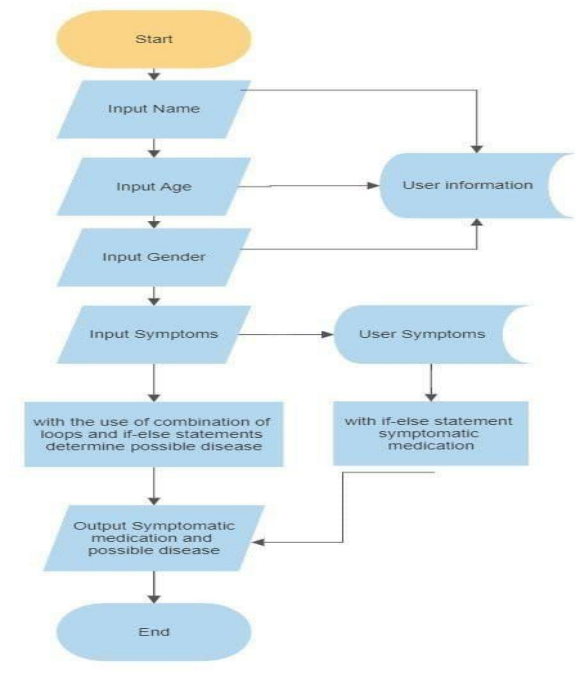 Start
Input Name
Input Age
User information
Input Gender
Input Symptoms
User Symptoms
with the use of combination of
loops and if-else statements
determine possible disease
with if-else statement
symptomatic
medication
Output Symptomatic
medication and
possible disease
End